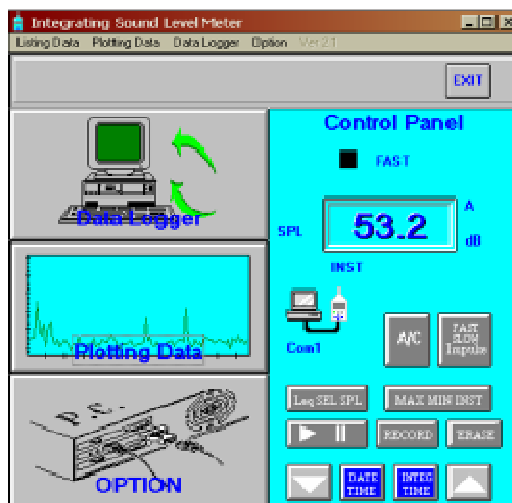 Integrating Sound Level Meter
Listing Data Plotting Data Data Logger Option Ver 2.1
EXIT
Control Panel
FAST
Data Logger
SPL
53.2
A
dB
INST
Com1
A/C
FAST
SLOW
Impulse
Plotting Data
Leq SEL SPL
MAX MIN INST
RECORD
ERASE
P.C.
OPTION
DATE
TIME
INTEG
TIME